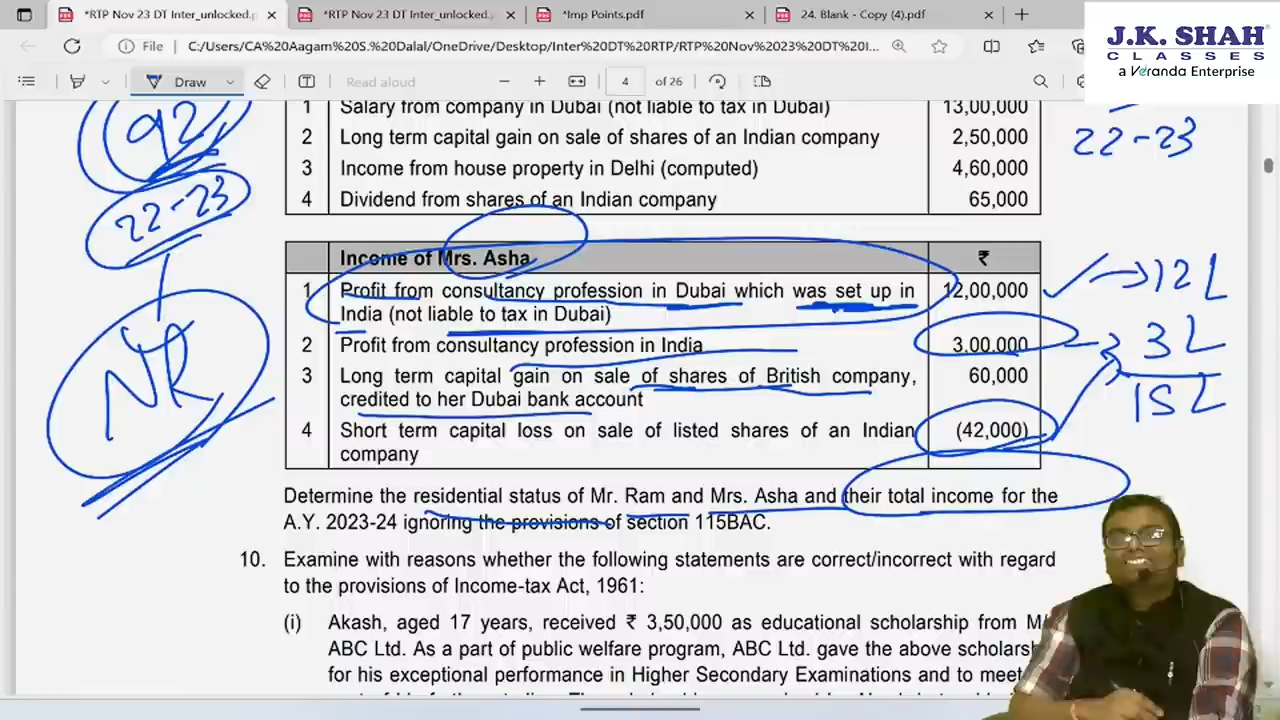 *RTP Nov 23 DT Inter_unlocked.pdf
*RTP Nov 23 DT Inter_unlocked.p
*Imp Points.pdf
24. Blank - Copy (4).pdf
J.K. SHAH
CLASSES
a Veranda Enterprise
File
C:/Users/CA%20Aagam%20S.%20Dalal/OneDrive/Desktop/Inter%20DT%20RTP/RTP%20Nov%202023%20DT%20I...
Draw
Read aloud
4 of 26
92
22-23
NR
22-23
1 Salary from company in Dubai (not liable to tax in Dubai) 13,00,000
2 Long term capital gain on sale of shares of an Indian company 2,50,000
3 Income from house property in Delhi (computed) 4,60,000
4 Dividend from shares of an Indian company 65,000
Income of Mrs. Asha ₹
1 Profit from consultancy profession in Dubai which was set up in 12,00,000
India (not liable to tax in Dubai)
2 Profit from consultancy profession in India 3,00,000
3 Long term capital gain on sale of shares of British company, 60,000
credited to her Dubai bank account
4 Short term capital loss on sale of listed shares of an Indian (42,000)
company
12L
3L
15L
Determine the residential status of Mr. Ram and Mrs. Asha and their total income for the
A.Y. 2023-24 ignoring the provisions of section 115BAC.
10. Examine with reasons whether the following statements are correct/incorrect with regard
to the provisions of Income-tax Act, 1961:
(i) Akash, aged 17 years, received ₹ 3,50,000 as educational scholarship from
ABC Ltd. As a part of public welfare program, ABC Ltd. gave the above
for his exceptional performance in Higher Secondary Examinations and to